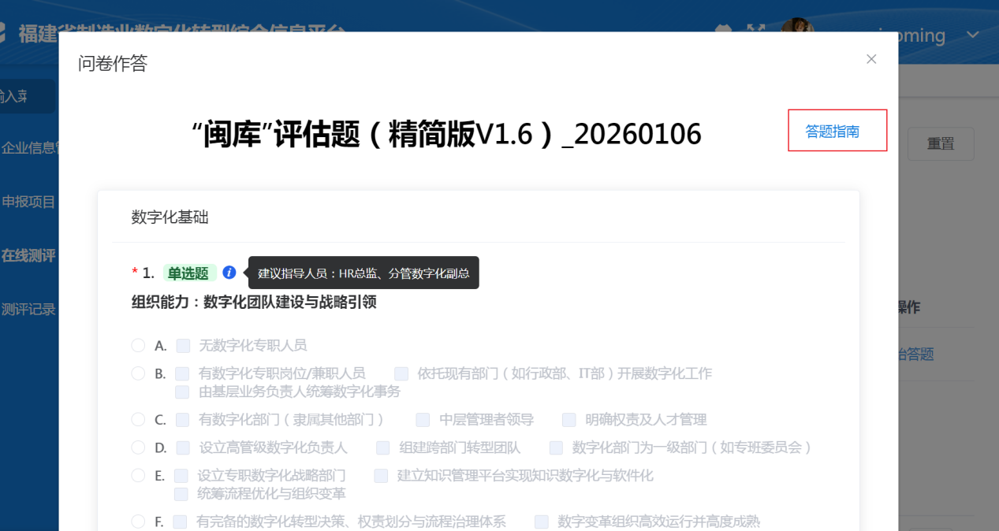 福建省制造业数字化转型综合信息平台
oming
问卷作答
输入菜
“闽库”评估题（精简版V1.6）_20260106
答题指南
企业信息管
重置
申报项目
数字化基础
在线测评
* 1. 单选题 建议指导人员：HR总监、分管数字化副总
组织能力：数字化团队建设与战略引领
测评记录
操作
A. 无数字化专职人员
始答题
B. 有数字化专职岗位/兼职人员 依托现有部门（如行政部、IT部）开展数字化工作
由基层业务负责人统筹数字化事务
C. 有数字化部门（隶属其他部门） 中层管理者领导 明确权责及人才管理
D. 设立高管级数字化负责人 组建跨部门转型团队 数字化部门为一级部门（如专班委员会）
E. 设立专职数字化战略部门 建立知识管理平台实现知识数字化与软件化
统筹流程优化与组织变革
F. 有完备的数字化转型决策、权责划分与流程治理体系 数字变革组织高效运行并高度成熟